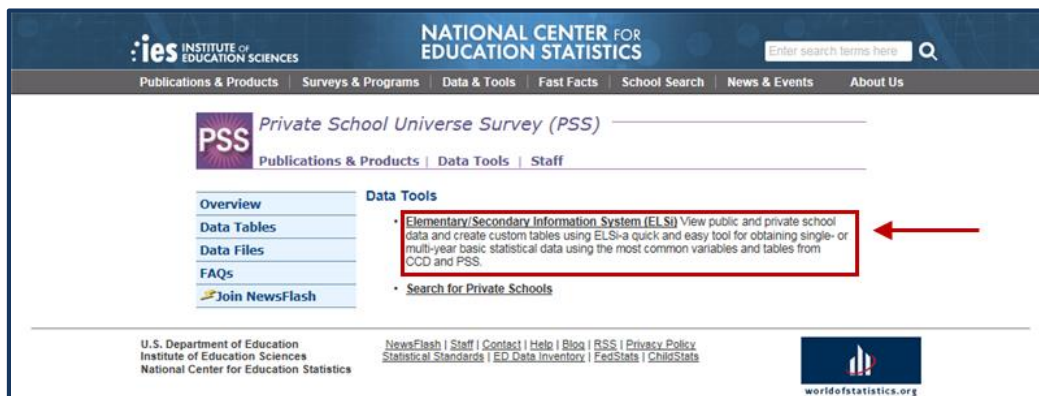 ies INSTITUTE OF EDUCATION SCIENCES
NATIONAL CENTER FOR
EDUCATION STATISTICS
Enter search terms here
Publications & Products | Surveys & Programs | Data & Tools | Fast Facts | School Search | News & Events About Us
PSS
Private School Universe Survey (PSS)
Publications & Products | Data Tools | Staff
Overview
Data Tables
Data Files
FAQs
Join NewsFlash
Data Tools
• Elementary/Secondary Information System (ELSi) View public and private school
data and create custom tables using ELSi-a quick and easy tool for obtaining single- or
multi-year basic statistical data using the most common variables and tables from
CCD and PSS.
• Search for Private Schools
U.S. Department of Education
Institute of Education Sciences
National Center for Education Statistics
NewsFlash | Staff | Contact | Help | Blog | RSS | Privacy Policy
Statistical Standards | ED Data Inventory | FedStats | ChildStats
worldofstatistics.org